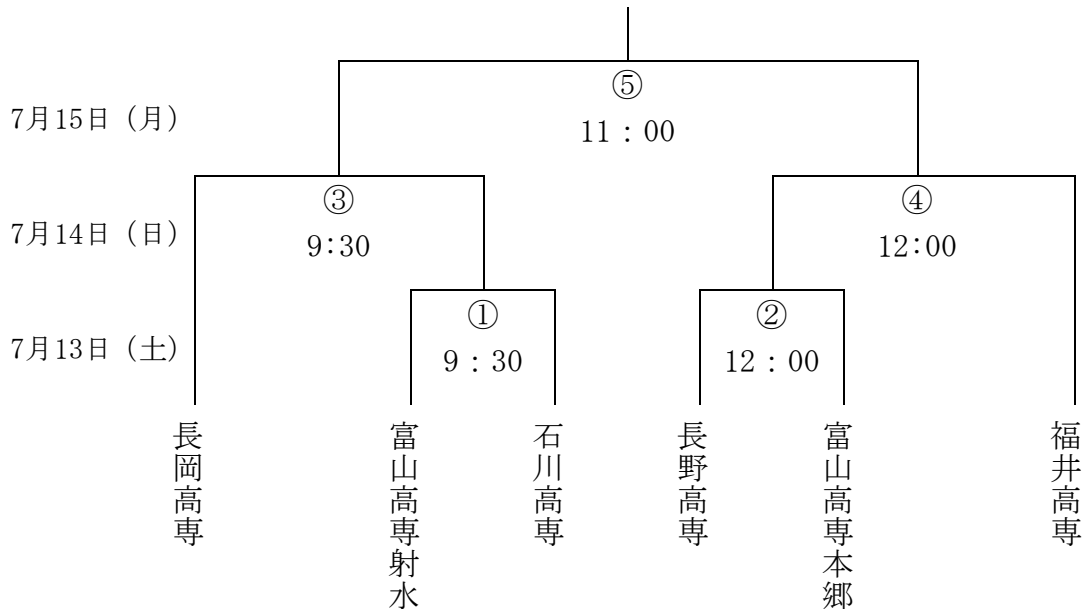 ⑤
7月15日（月）
11：00
③
④
7月14日（日）
9:30
12:00
①
②
7月13日（土）
9：30
12：00
長岡高専
富山高専射水
石川高専
長野高専
富山高専本郷
福井高専